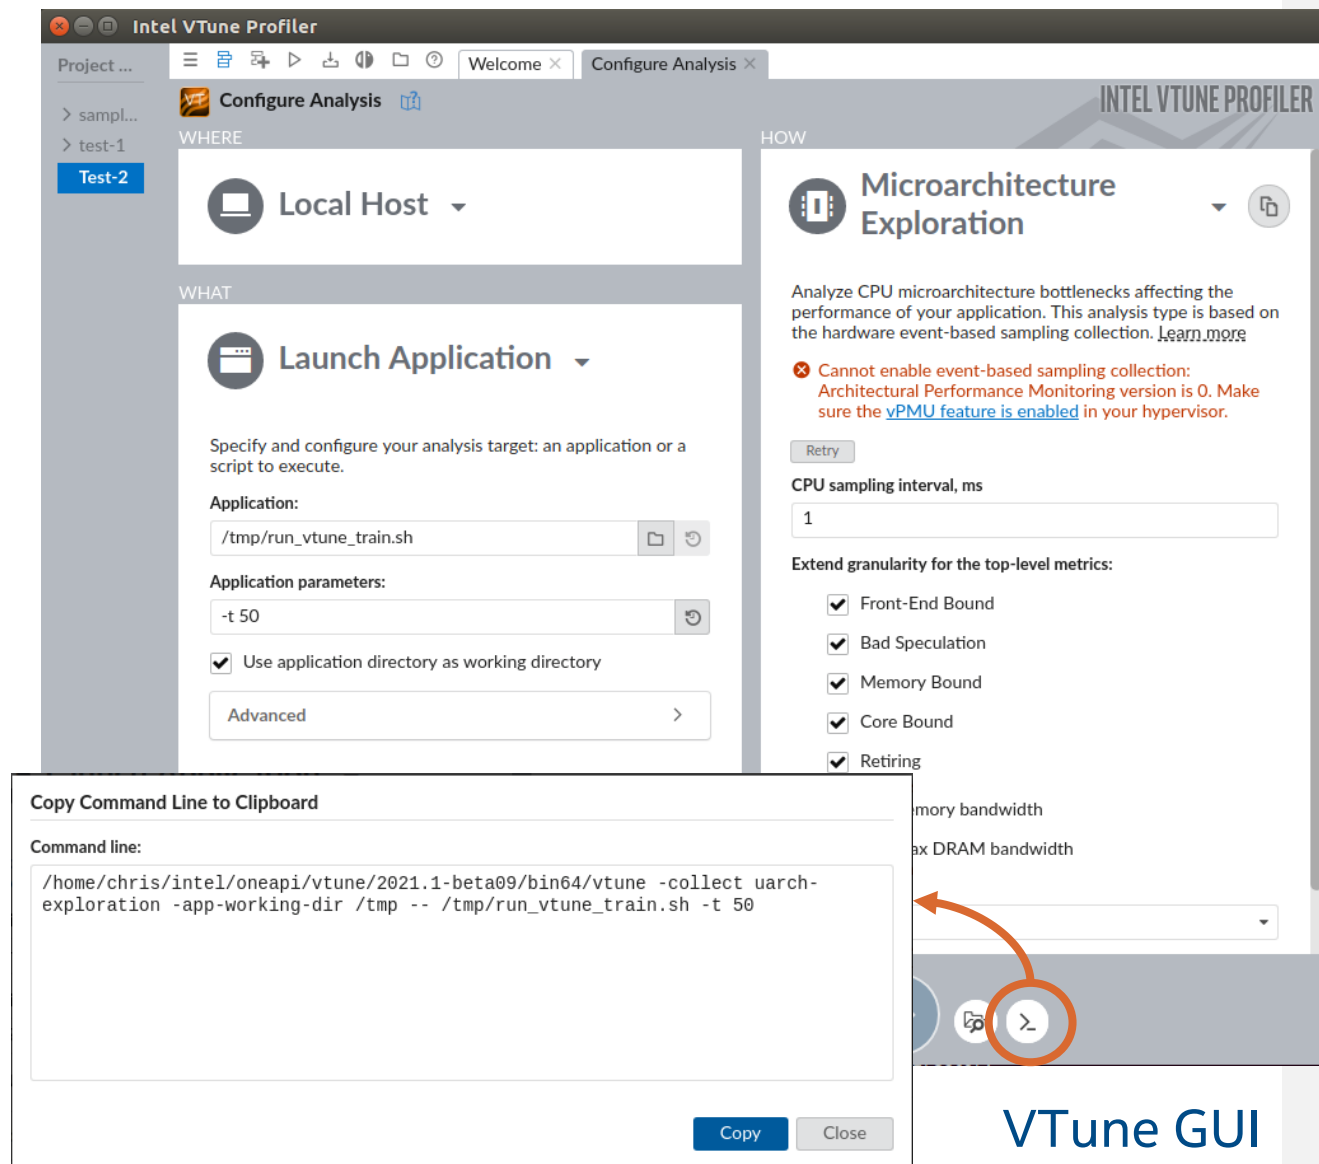 Intel VTune Profiler
Project ...
Welcome
Configure Analysis
sampl...
test-1
Test-2
Configure Analysis
INTEL VTUNE PROFILER
WHERE
Local Host
WHAT
Launch Application
Specify and configure your analysis target: an application or a
script to execute.
Application:
/tmp/run_vtune_train.sh
Application parameters:
-t 50
Use application directory as working directory
Advanced
HOW
Microarchitecture
Exploration
Analyze CPU microarchitecture bottlenecks affecting the
performance of your application. This analysis type is based on
the hardware event-based sampling collection. Learn more
Cannot enable event-based sampling collection:
Architectural Performance Monitoring version is 0. Make
sure the vPMU feature is enabled in your hypervisor.
Retry
CPU sampling interval, ms
1
Extend granularity for the top-level metrics:
Front-End Bound
Bad Speculation
Memory Bound
Core Bound
Retiring
bandwidth
DRAM bandwidth
Copy Command Line to Clipboard
Command line:
/home/chris/intel/oneapi/vtune/2021.1-beta09/bin64/vtune -collect uarch-
exploration -app-working-dir /tmp -- /tmp/run_vtune_train.sh -t 50
Copy
Close
VTune GUI